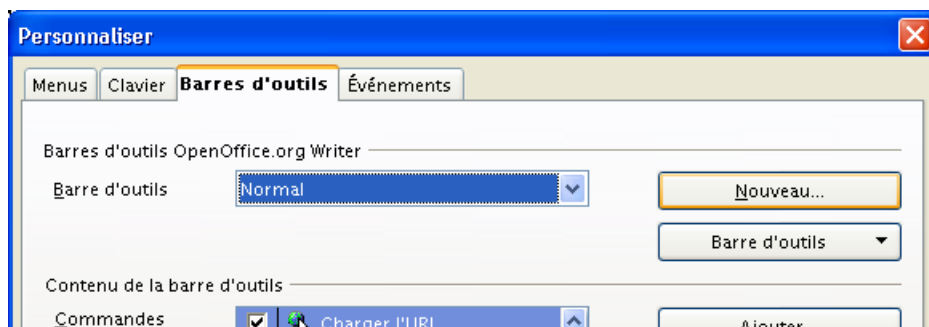 Personnaliser
Menus Clavier Barres d'outils Événements
Barres d'outils OpenOffice.org Writer
Barre d'outils Normal Nouveau...
Barre d'outils
Contenu de la barre d'outils
Commandes Charger l'URL Ajouter...